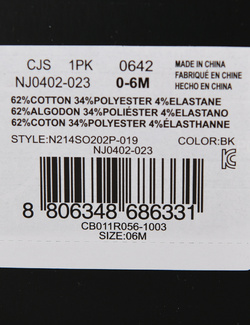 CJS 1PK 0642 MADE IN CHINA
FABRIQUÉ EN CHINE
NJ0402-023 0-6M HECHO EN CHINA
62%COTTON 34%POLYESTER 4%ELASTANE
62%ALGODON 34%POLIÉSTER 4%ELASTANO
62%COTON 34%POLYESTER 4%ÉLASTHANNE
STYLE:N214SO202P-019 COLOR:BK
NJ0402-023
8 806348 686331
CB011R056-1003
SIZE:06M